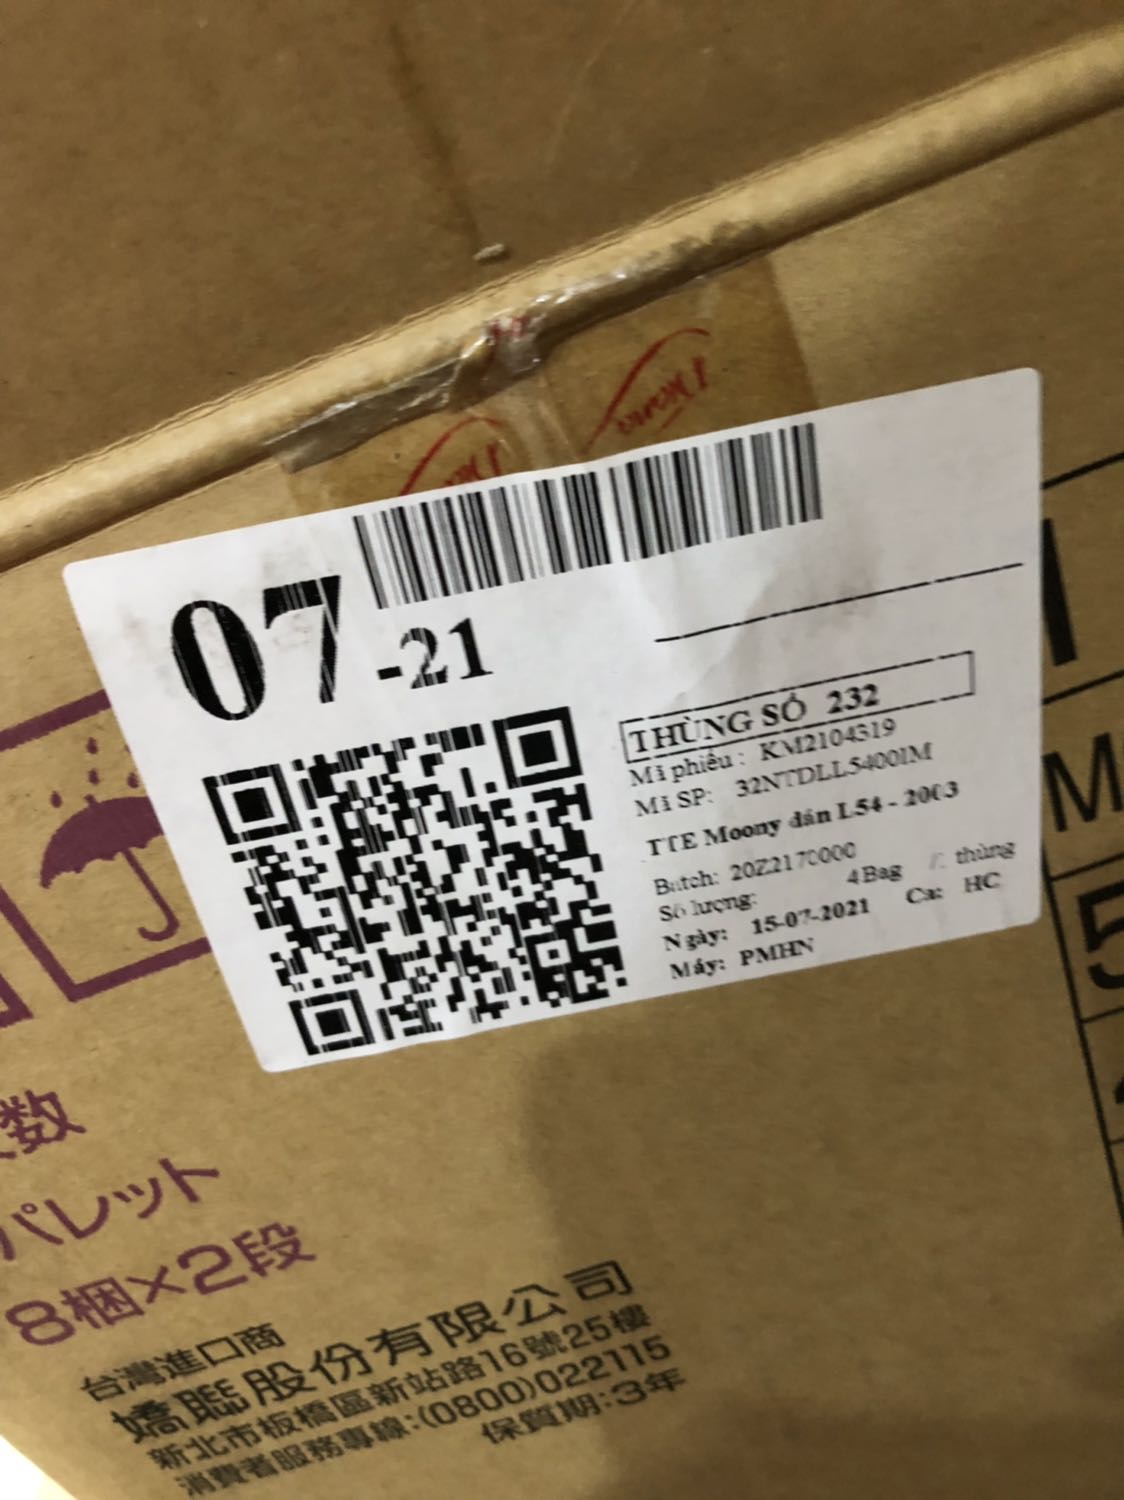 07-21
THÙNG SỐ 232
Mã phiếu : KM2104319
Mã SP: 32NTDLL54001M
TTE Moony dán L54 - 2003
Batch: 20Z2170000
Số lượng: 4Bag / thùng
Ngày: 15-07-2021 Ca: HC
Máy: PMHN
数
パレット
8梱×2段
台灣進口商
嬌聯股份有限公司
新北市板橋區新站路16號25樓
消費者服務專線:(0800)022115
保質期:3年
M
5